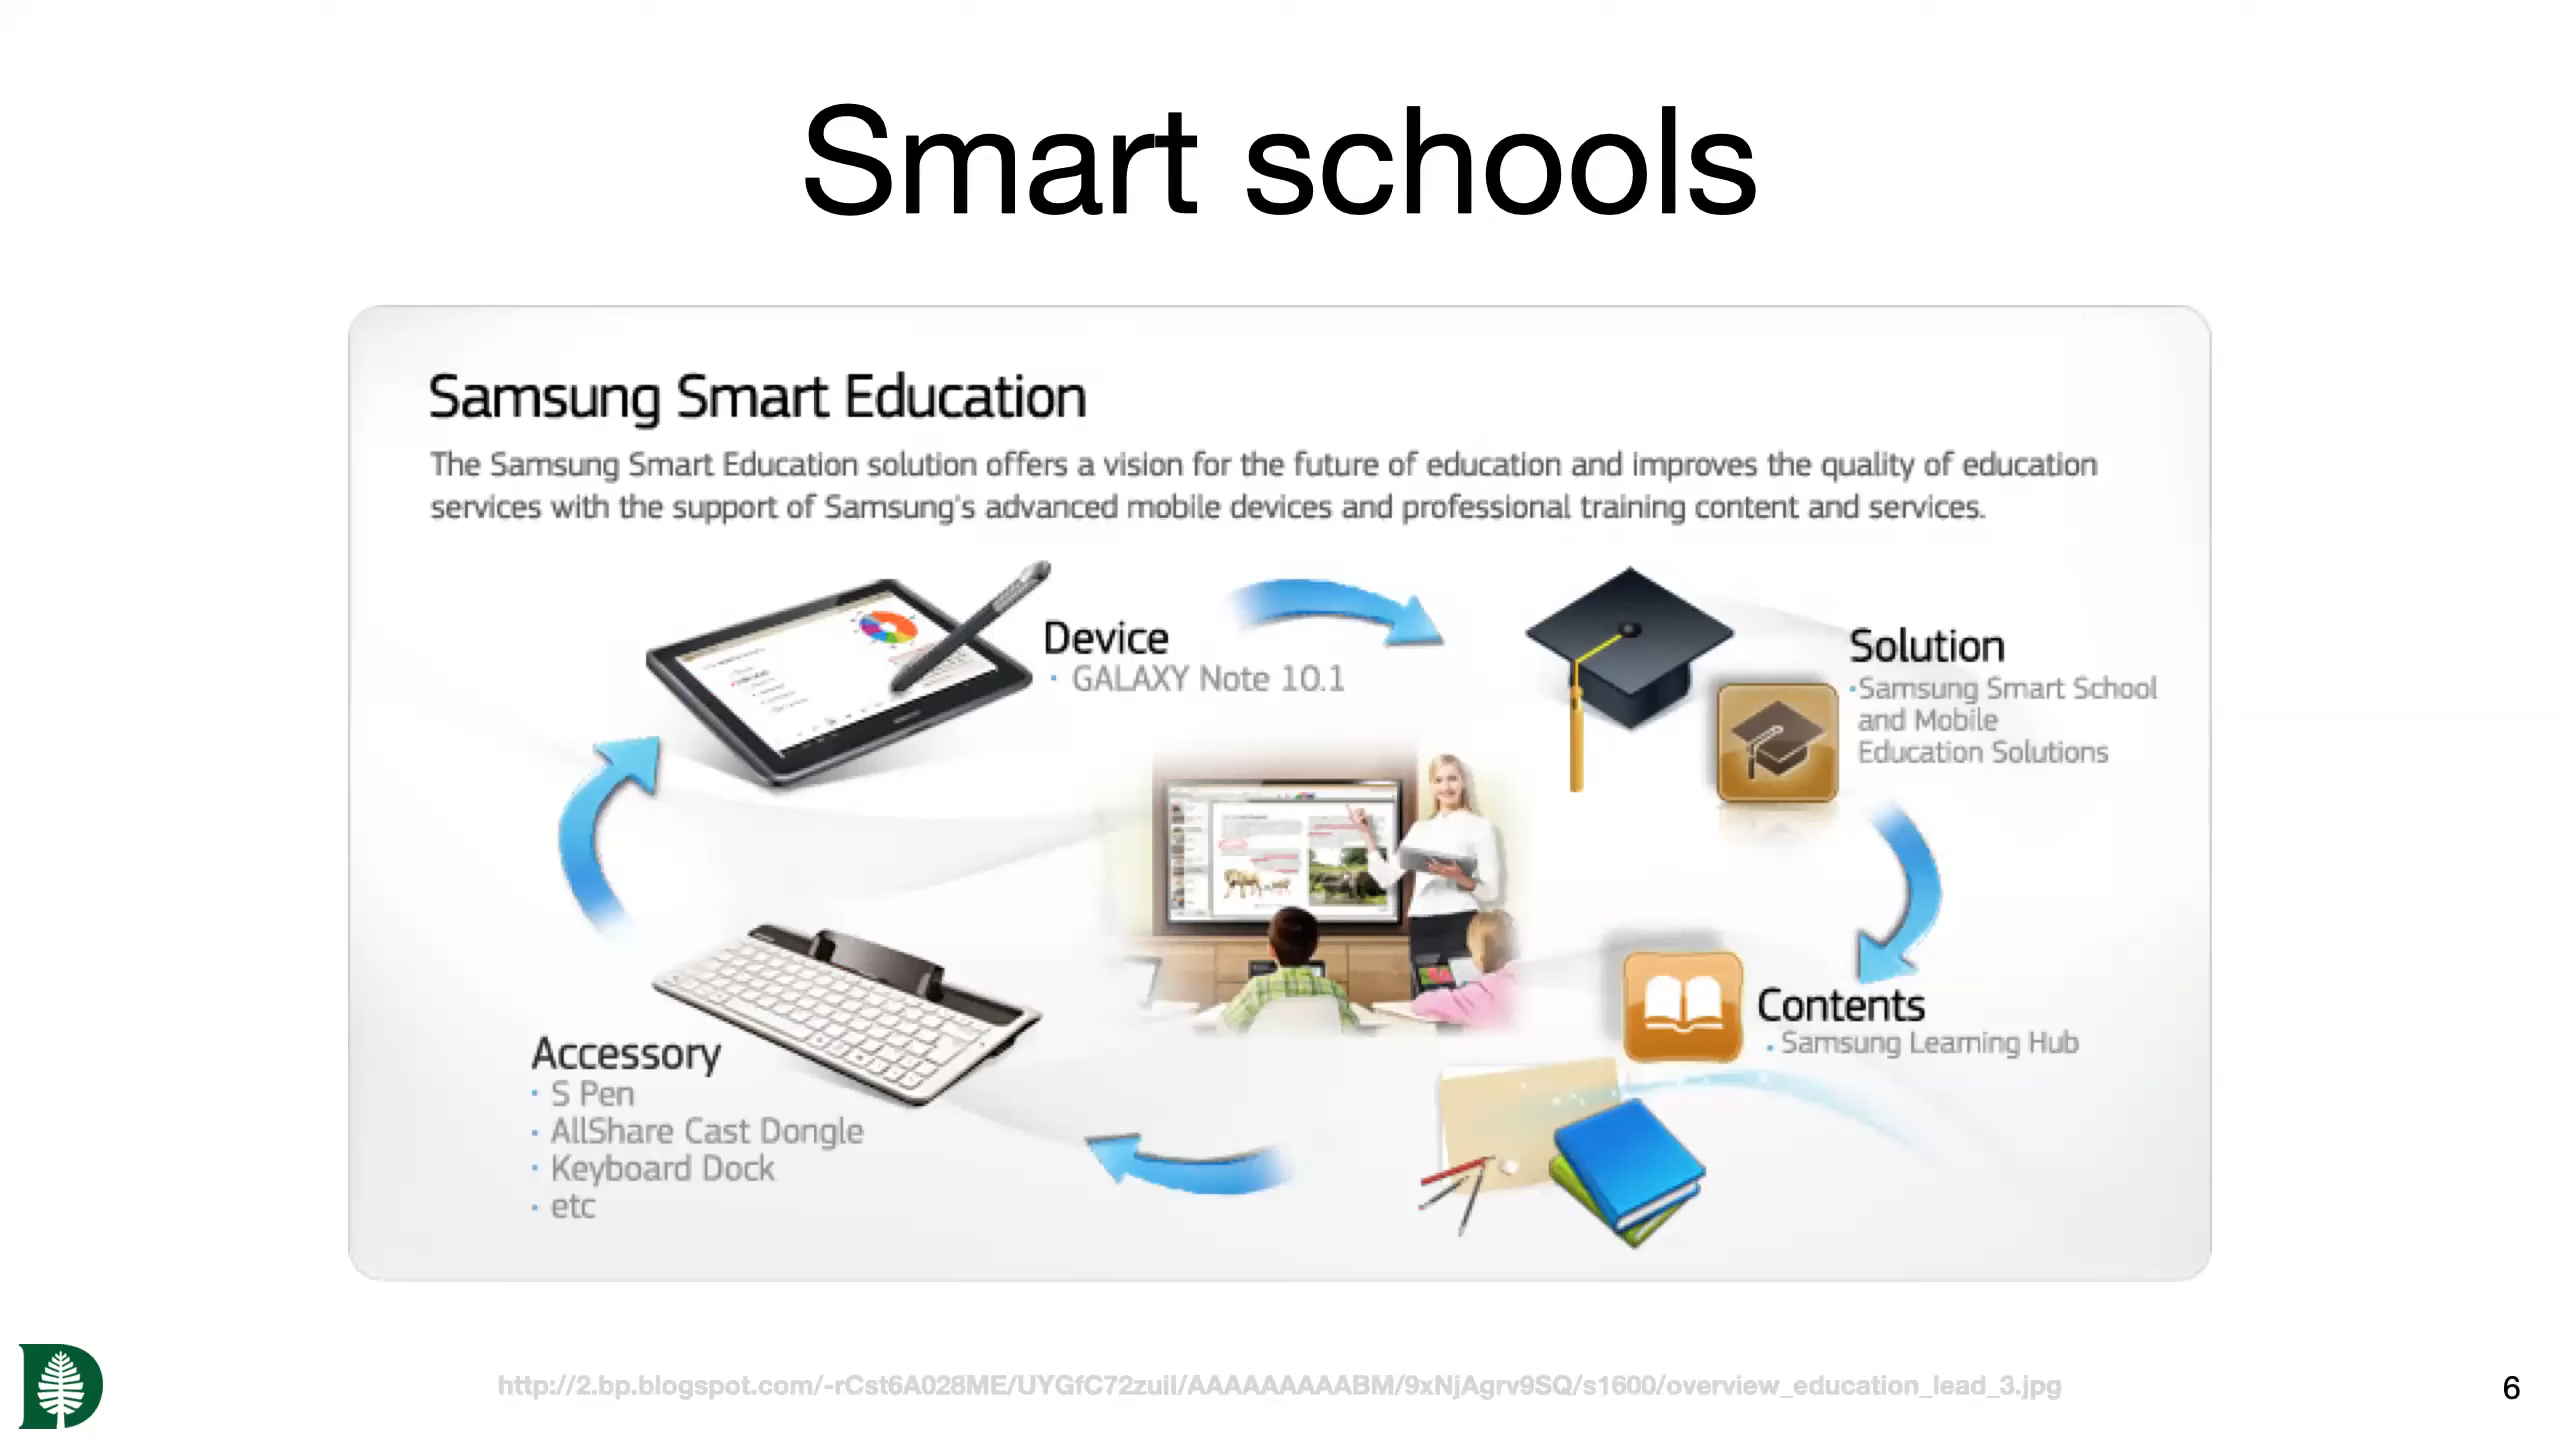 Smart schools
Samsung Smart Education
The Samsung Smart Education solution offers a vision for the future of education and improves the quality of education
services with the support of Samsung's advanced mobile devices and professional training content and services.
Device
· GALAXY Note 10.1
Solution
·Samsung Smart School
and Mobile
Education Solutions
Contents
· Samsung Learning Hub
Accessory
· S Pen
· AllShare Cast Dongle
· Keyboard Dock
· etc
http://2.bp.blogspot.com/-rCst6A028ME/UYGfC72zuiI/AAAAAAAAABM/9xNjAgrv9SQ/s1600/overview_education_lead_3.jpg
6